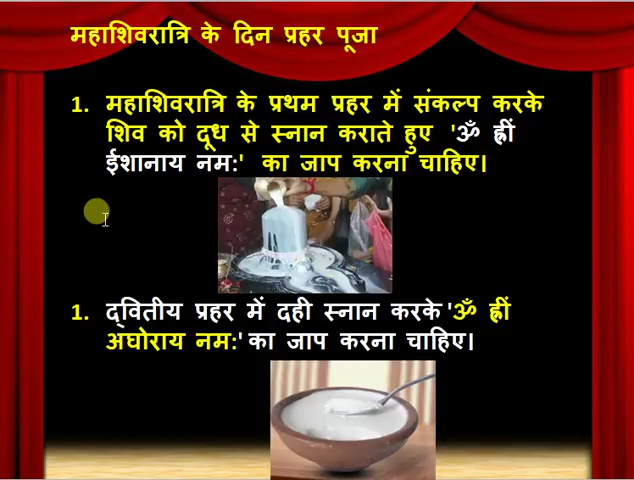 महाशिवरात्रि के दिन प्रहर पूजा
1. महाशिवरात्रि के प्रथम प्रहर में संकल्प करके
शिव को दूध से स्नान कराते हुए 'ॐ ह्रीं
ईशानाय नम:' का जाप करना चाहिए।
1. द्वितीय प्रहर में दही स्नान करके 'ॐ ह्रीं
अघोराय नम:' का जाप करना चाहिए।